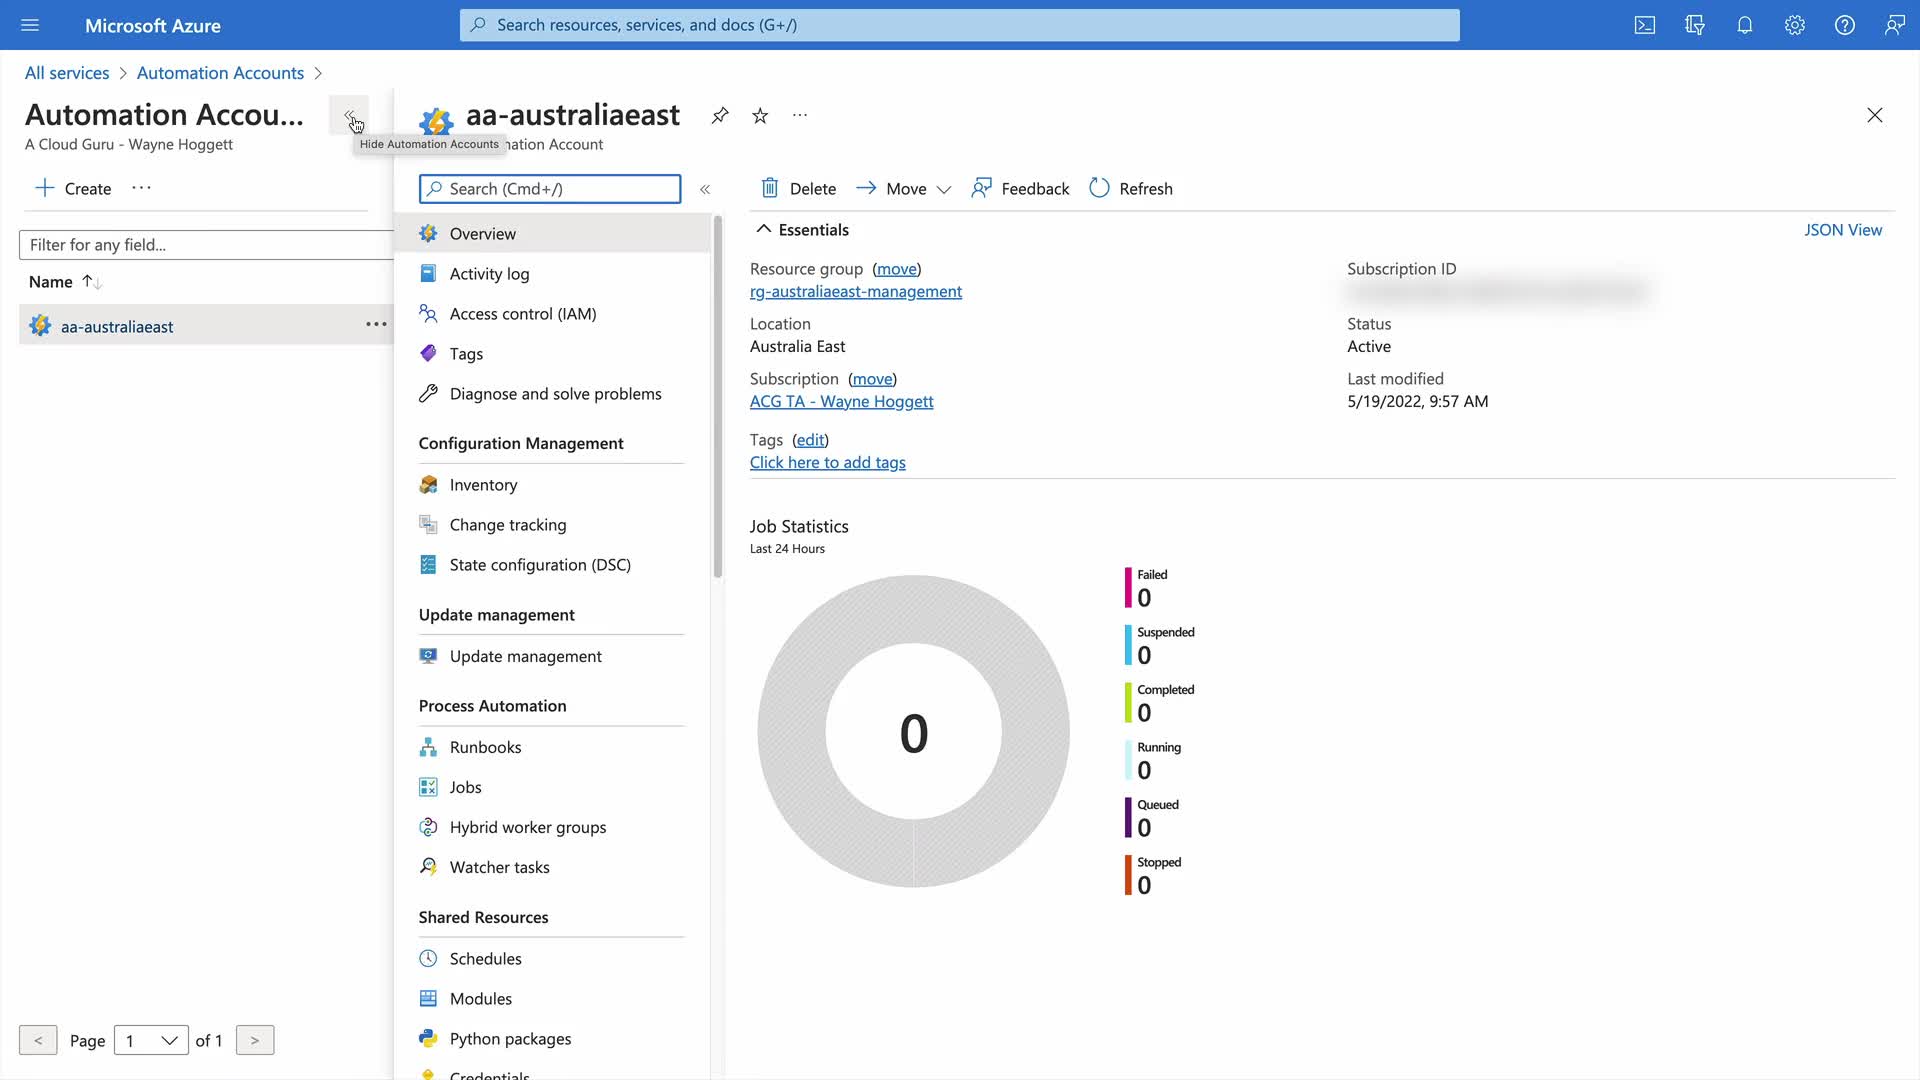 Microsoft Azure
Search resources, services, and docs (G+/)
All services > Automation Accounts >
Automation Accou...
A Cloud Guru - Wayne Hoggett
Hide Automation Accounts
Create ...
Filter for any field...
Name
aa-australiaeast ...
Page 1 of 1
aa-australiaeast ...
mation Account
Search (Cmd+/)
Overview
Activity log
Access control (IAM)
Tags
Diagnose and solve problems
Configuration Management
Inventory
Change tracking
State configuration (DSC)
Update management
Update management
Process Automation
Runbooks
Jobs
Hybrid worker groups
Watcher tasks
Shared Resources
Schedules
Modules
Python packages
Credentials
Delete Move Feedback Refresh
Essentials
JSON View
Resource group (move)
rg-australiaeast-management
Location
Australia East
Subscription (move)
ACG TA - Wayne Hoggett
Tags (edit)
Click here to add tags
Subscription ID
Status
Active
Last modified
5/19/2022, 9:57 AM
Job Statistics
Last 24 Hours
0
Failed
0
Suspended
0
Completed
0
Running
0
Queued
0
Stopped
0